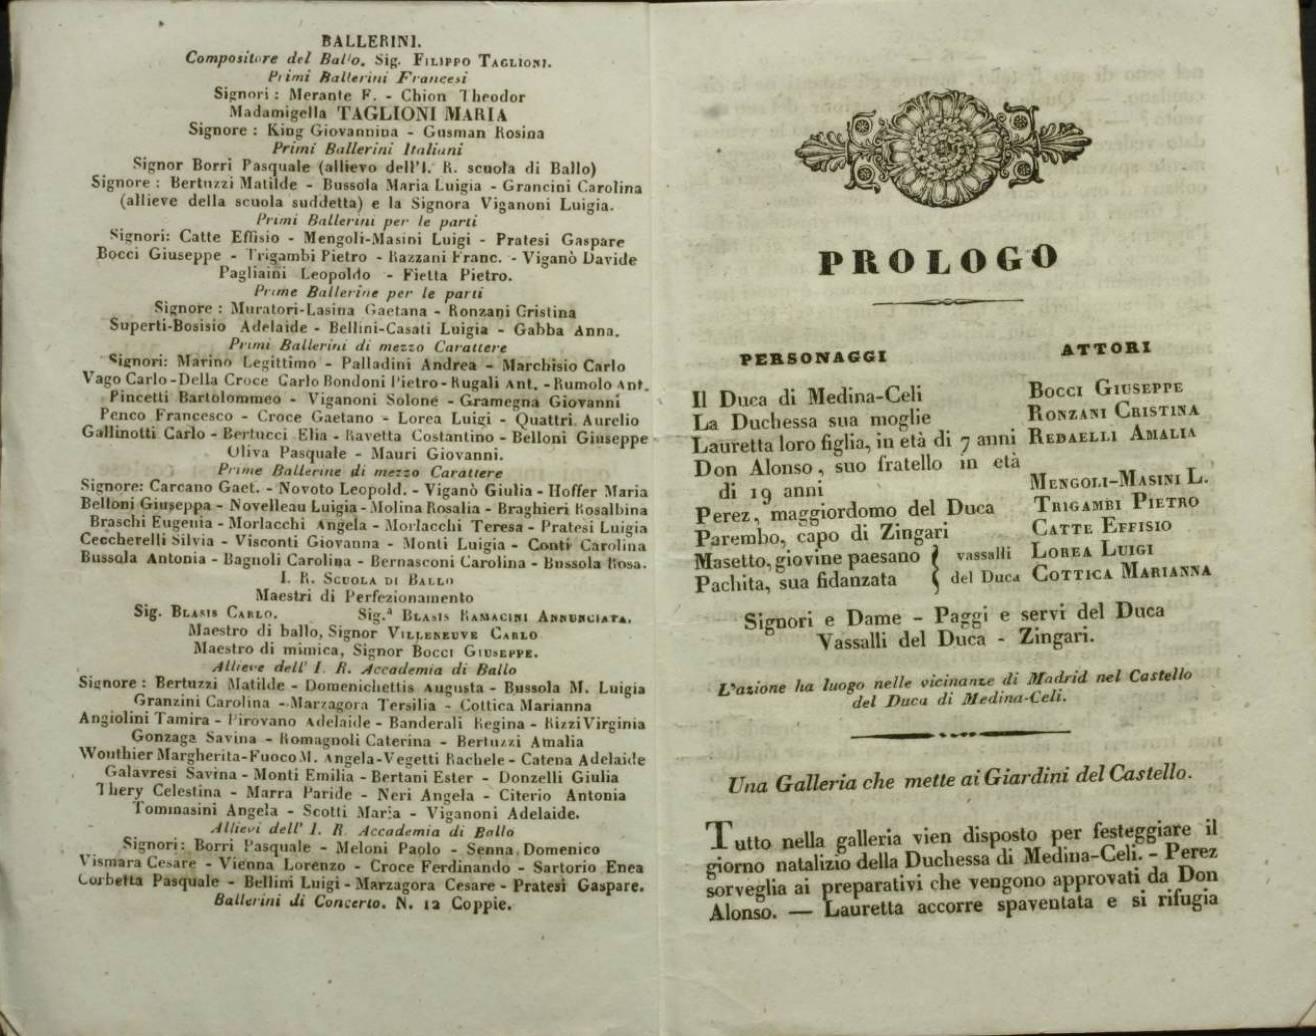 BALLERINI.
Compositore del Ballo. Sig. FILIPPO TAGLIONI.
Primi Ballerini Francesi
Signori : Merante F. - Chion Theodor
Madamigella TAGLIONI MARIA
Signore : King Giovannina - Gusman Rosina
Primi Ballerini Italiani
Signor Borri Pasquale (allievo dell'I. R. scuola di Ballo)
Signore : Bertuzzi Matilde - Bussola Maria Luigia - Grancini Carolina
(allieve della scuola suddetta) e la Signora Viganoni Luigia.
Primi Ballerini per le parti
Signori: Catte Effisio - Mengoli-Masini Luigi - Pratesi Gaspare
Bocci Giuseppe - Trigambi Pietro - Razzani Franc. - Viganò Davide
Pagliaini Leopoldo - Fietta Pietro.
Prime Ballerine per le parti
Signore : Muratori-Lasina Gaetana - Ronzani Cristina
Superti-Bosisio Adelaide - Bellini-Casati Luigia - Gabba Anna.
Primi Ballerini di mezzo Carattere
Signori: Marino Legittimo - Palladini Andrea - Marchisio Carlo
Vago Carlo - Della Croce Carlo Bondoni Pietro - Rugali Ant. - Rumolo Ant.
Pincetti Bartolommeo - Viganoni Solone - Gramegna Giovanni
Penco Francesco - Croce Gaetano - Lorea Luigi - Quattri Aurelio
Gallinotti Carlo - Bertucci Elia - Ravetta Costantino - Belloni Giuseppe
Oliva Pasquale - Mauri Giovanni.
Prime Ballerine di mezzo Carattere
Signore: Carcano Gaet. - Novoto Leopold. - Viganò Giulia - Hoffer Maria
Belloni Giuseppa - Novelleau Luigia - Molina Rosalia - Braghieri Rosalbina
Braschi Eugenia - Morlacchi Angela - Morlacchi Teresa - Pratesi Luigia
Ceccherelli Silvia - Visconti Giovanna - Monti Luigia - Conti Carolina
Bussola Antonia - Bagnoli Carolina - Bernasconi Carolina - Bussola Rosa.
I. R. SCUOLA DI BALLO
Maestri di Perfezionamento
Sig. BLASIS CARLO. Sig.ª BLASIS RAMACINI ANNUNCIATA.
Maestro di ballo, Signor VILLENEUVE CARLO
Maestro di mimica, Signor BOCCI GIUSEPPE.
Allieve dell' I. R. Accademia di Ballo
Signore : Bertuzzi Matilde - Domenichettis Augusta - Bussola M. Luigia
Granzini Carolina - Marzagora Tersilia - Cottica Marianna
Angiolini Tamira - Pirovano Adelaide - Banderali Regina - Rizzi Virginia
Gonzaga Savina - Romagnoli Caterina - Bertuzzi Amalia
Wouthier Margherita - Fuoco M. Angela - Vegetti Rachele - Catena Adelaide
Galavresi Savina - Monti Emilia - Bertani Ester - Donzelli Giulia
Thery Celestina - Marra Paride - Neri Angela - Citerio Antonia
Tommasini Angela - Scotti Maria - Viganoni Adelaide.
Allievi dell' I. R. Accademia di Ballo
Signori: Borri Pasquale - Meloni Paolo - Senna Domenico
Vismara Cesare - Vienna Lorenzo - Croce Ferdinando - Sartorio Enea
Corbetta Pasquale - Bellini Luigi - Marzagora Cesare - Pratesi Gaspare.
Ballerini di Concerto. N. 12 Coppie.
PROLOGO
PERSONAGGI ATTORI
Il Duca di Medina-Celi BOCCI GIUSEPPE
La Duchessa sua moglie RONZANI CRISTINA
Lauretta loro figlia, in età di 7 anni REDAELLI AMALIA
Don Alonso, suo fratello in età
di 19 anni MENGOLI-MASINI L.
Perez, maggiordomo del Duca TRIGAMBI PIETRO
Parembo, capo di Zingari CATTE EFFISIO
Masetto, giovine paesano } vassalli LOREA LUIGI
Pachita, sua fidanzata } del Duca COTTICA MARIANNA
Signori e Dame - Paggi e servi del Duca
Vassalli del Duca - Zingari.
L'azione ha luogo nelle vicinanze di Madrid nel Castello
del Duca di Medina-Celi.
Una Galleria che mette ai Giardini del Castello.
Tutto nella galleria vien disposto per festeggiare il
giorno natalizio della Duchessa di Medina-Celi. - Perez
sorveglia ai preparativi che vengono approvati da Don
Alonso. — Lauretta accorre spaventata e si rifugia